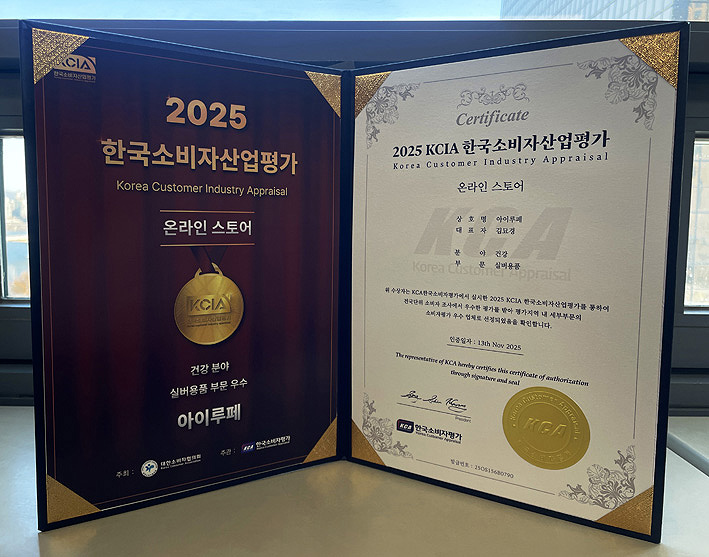 KCIA
한국소비자산업평가
2025
한국소비자산업평가
Korea Customer Industry Appraisal
온라인 스토어
KCIA
건강 분야
실버용품 부문 우수
아이루페
주최 : 대한소비자협의회 주관 : KCA 한국소비자평가
Certificate
2025 KCIA 한국소비자산업평가
Korea Customer Industry Appraisal
온라인 스토어
상 호 명 아이루페
대 표 자 김묘경
KCA
Korea Customer Appraisal
분 야 건강
부 문 실버용품
위 수상자는 KCA한국소비자평가에서 실시한 2025 KCIA 한국소비자산업평가를 통하여
전국단위 소비자 조사에서 우수한 평가를 받아 평가지역 내 세부부문의
소비자평가 우수 업체로 선정되었음을 확인합니다.
인증일자 : 13th Nov 2025
The representative of KCA hereby certifies this certificate of authorization
through signature and seal
President
KCA 한국소비자평가
Korea Customer Appraisal
KCA
발급번호 : 25OS15680790